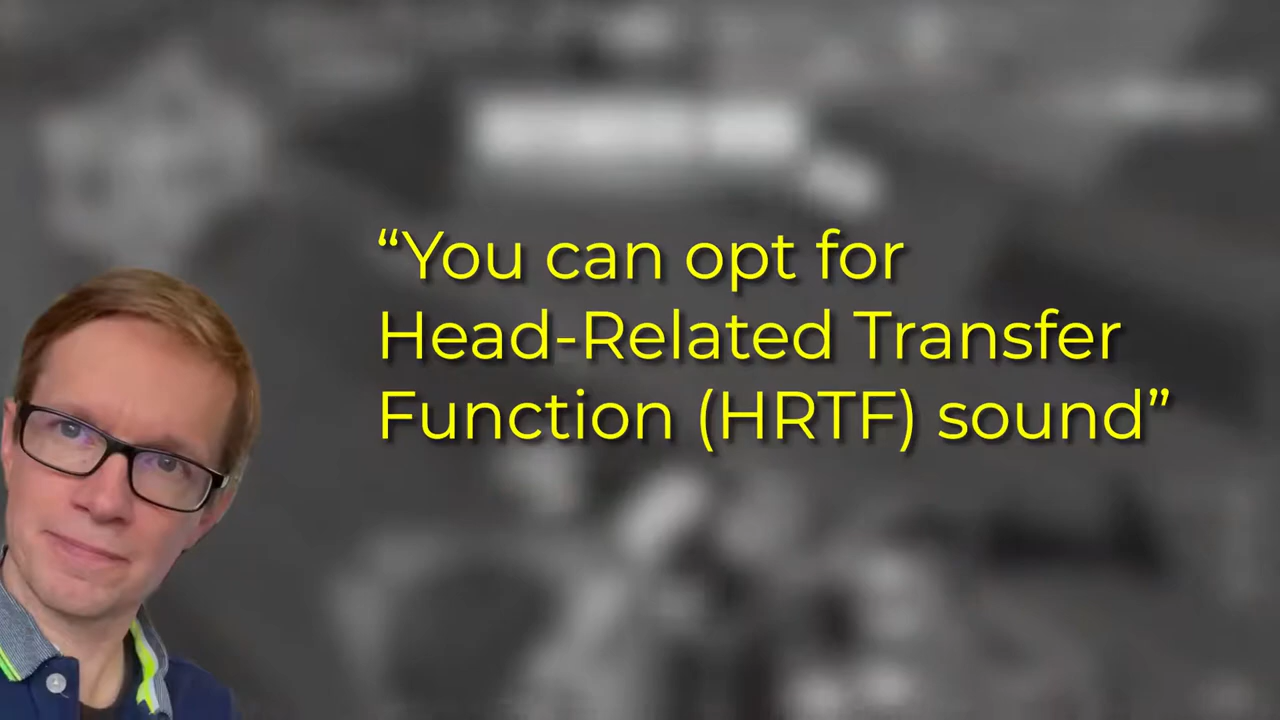 “You can opt for
Head-Related Transfer
Function (HRTF) sound”